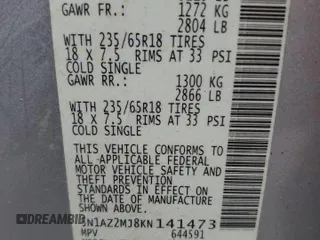 GAWR FR.: 1272 KG
2804 LB
WITH 235/65R18 TIRES
18 X 7.5 RIMS AT 33 PSI
COLD SINGLE
GAWR RR.: 1300 KG
2866 LB
WITH 235/65R18 TIRES
18 X 7.5 RIMS AT 33 PSI
COLD SINGLE
THIS VEHICLE CONFORMS
TO ALL APPLICABLE FEDERAL
MOTOR VEHICLE SAFETY AND
THEFT PREVENTION STANDARDS
IN EFFECT ON THE DATE OF
MANUFACTURE SHOWN ABOVE.
5N1AZ2MJ8KN141473
MPV 644591
DREAMBID.COM